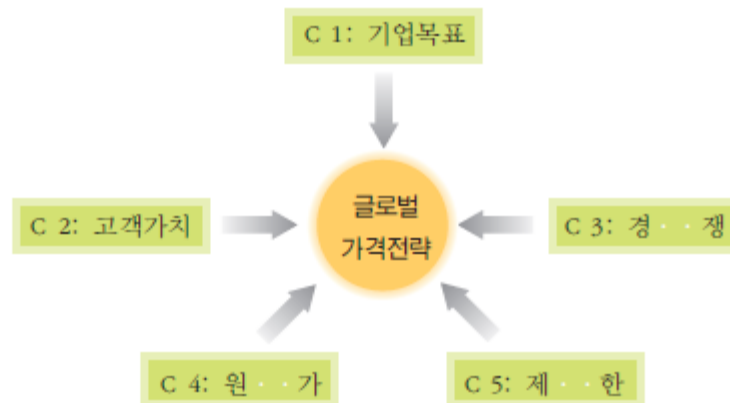 C 1: 기업목표
글로벌
가격전략
C 2: 고객가치
C 3: 경 · · 쟁
C 4: 원 · · 가
C 5: 제 · · 한